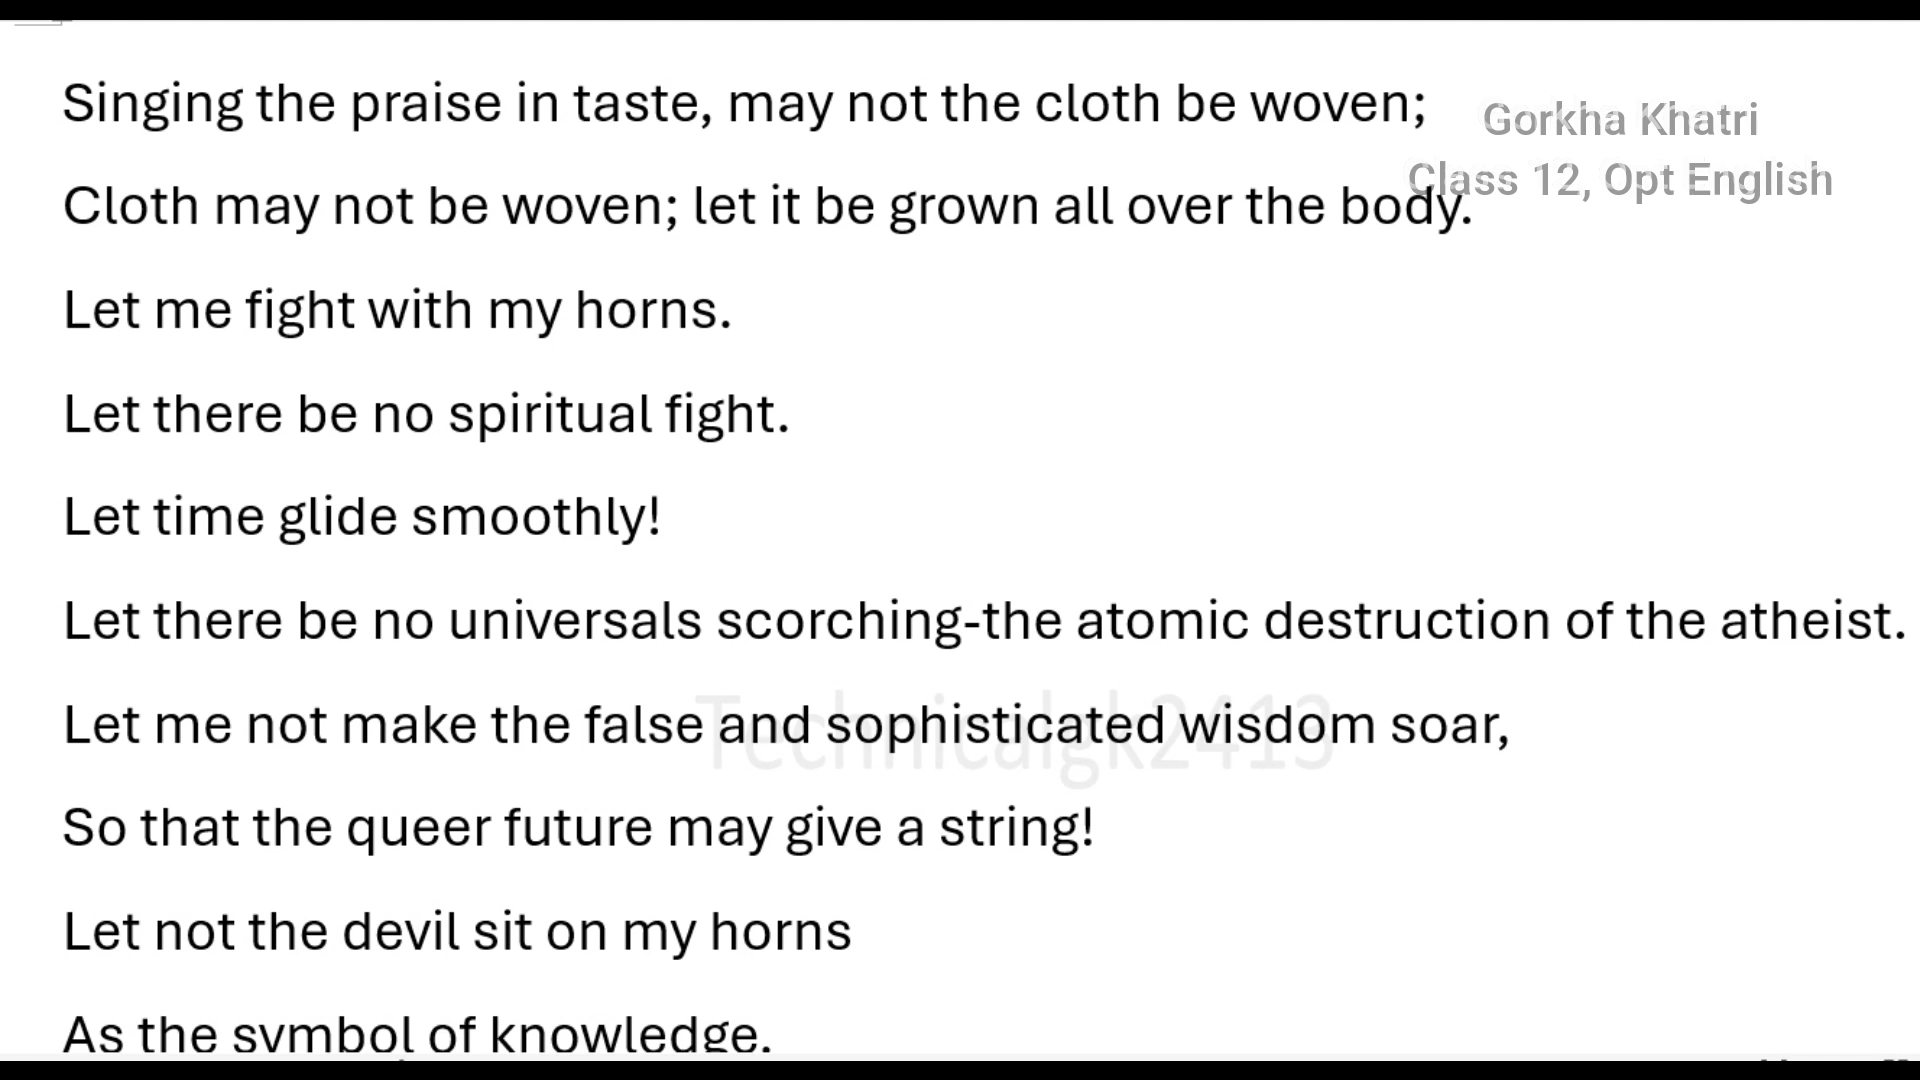 Singing the praise in taste, may not the cloth be woven;
Gorkha Khatri
Class 12, Opt English
Cloth may not be woven; let it be grown all over the body.
Let me fight with my horns.
Let there be no spiritual fight.
Let time glide smoothly!
Let there be no universals scorching-the atomic destruction of the atheist.
Let me not make the false and sophisticated wisdom soar,
Technicalgk2413
So that the queer future may give a string!
Let not the devil sit on my horns
As the symbol of knowledge.